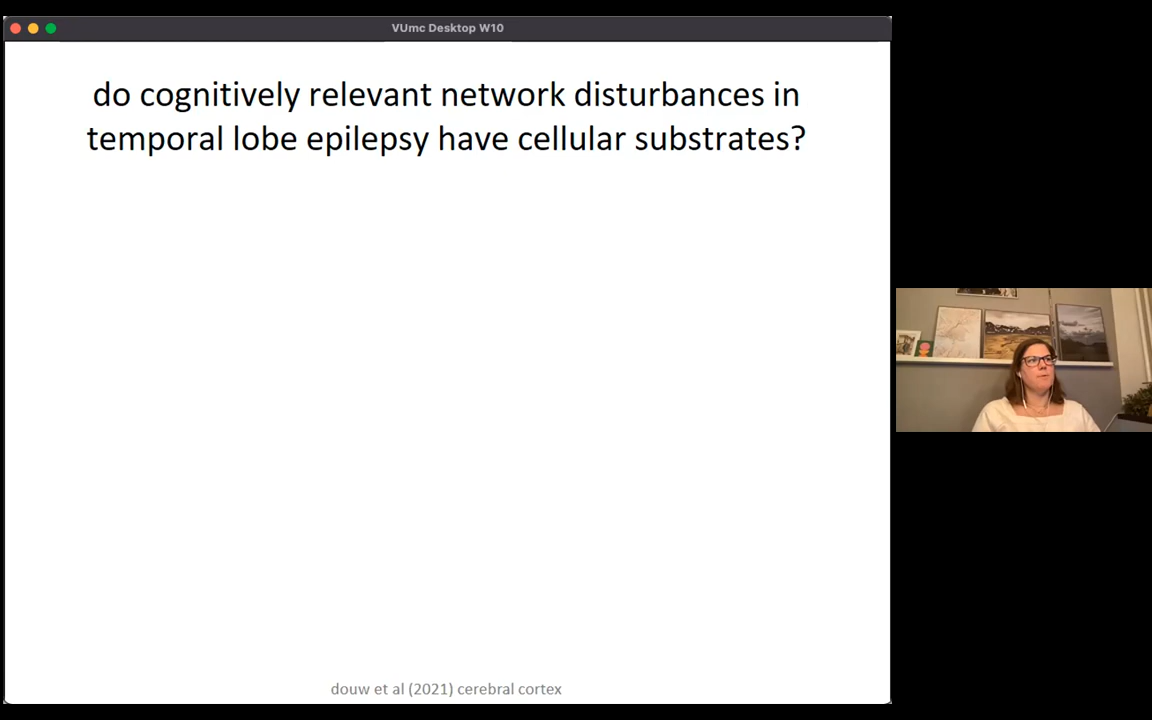 VUmc Desktop W10
do cognitively relevant network disturbances in
temporal lobe epilepsy have cellular substrates?
douw et al (2021) cerebral cortex